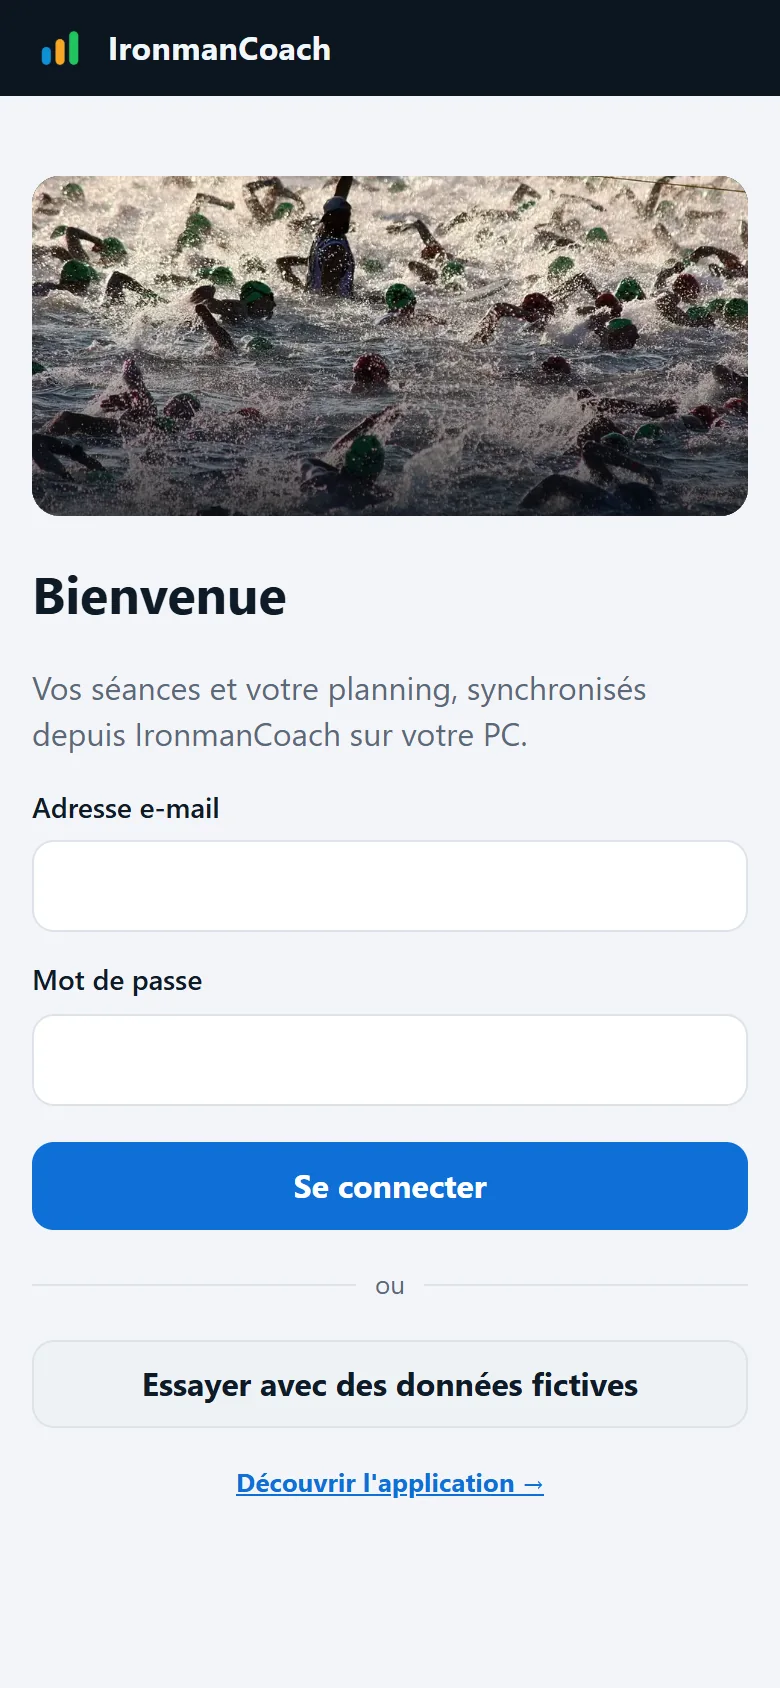 IronmanCoach
Bienvenue
Vos séances et votre planning, synchronisés
depuis IronmanCoach sur votre PC.
Adresse e-mail
Mot de passe
Se connecter
ou
Essayer avec des données fictives
Découvrir l'application →